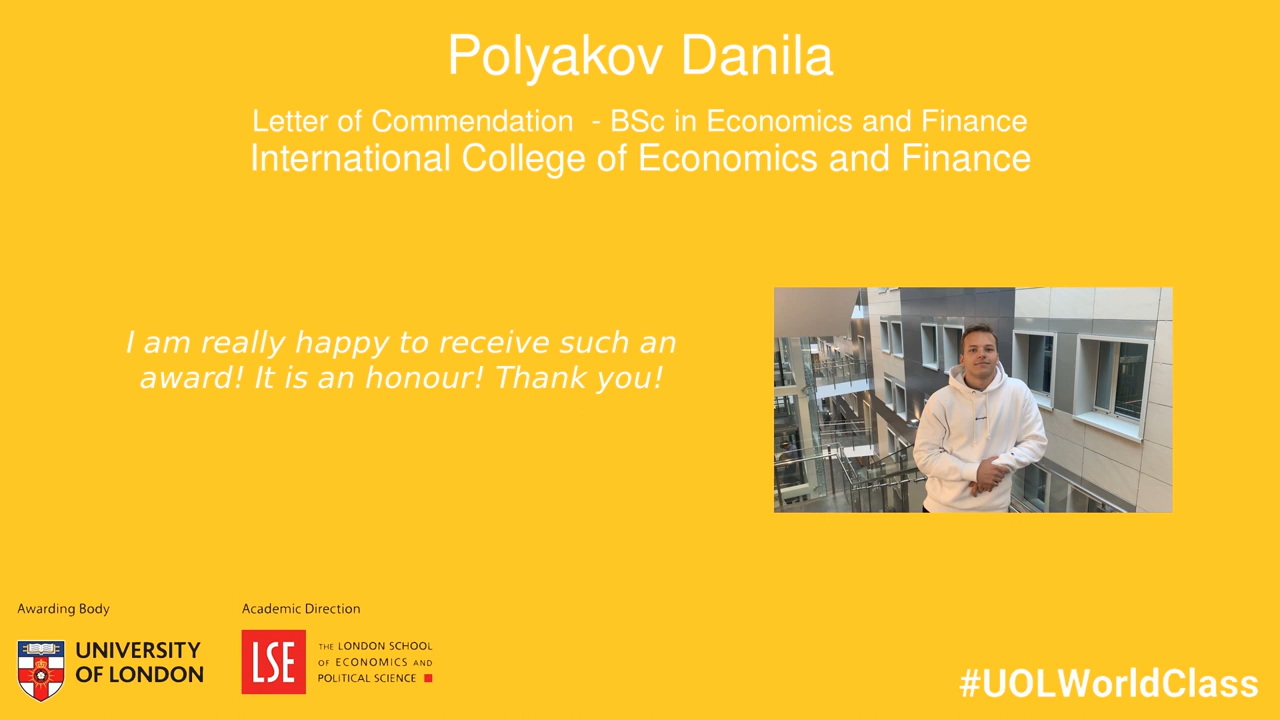 Polyakov Danila
Letter of Commendation - BSc in Economics and Finance
International College of Economics and Finance
I am really happy to receive such an
award! It is an honour! Thank you!
Awarding Body
UNIVERSITY
OF LONDON
Academic Direction
LSE
THE LONDON SCHOOL
OF ECONOMICS AND
POLITICAL SCIENCE
#UOLWorldClass